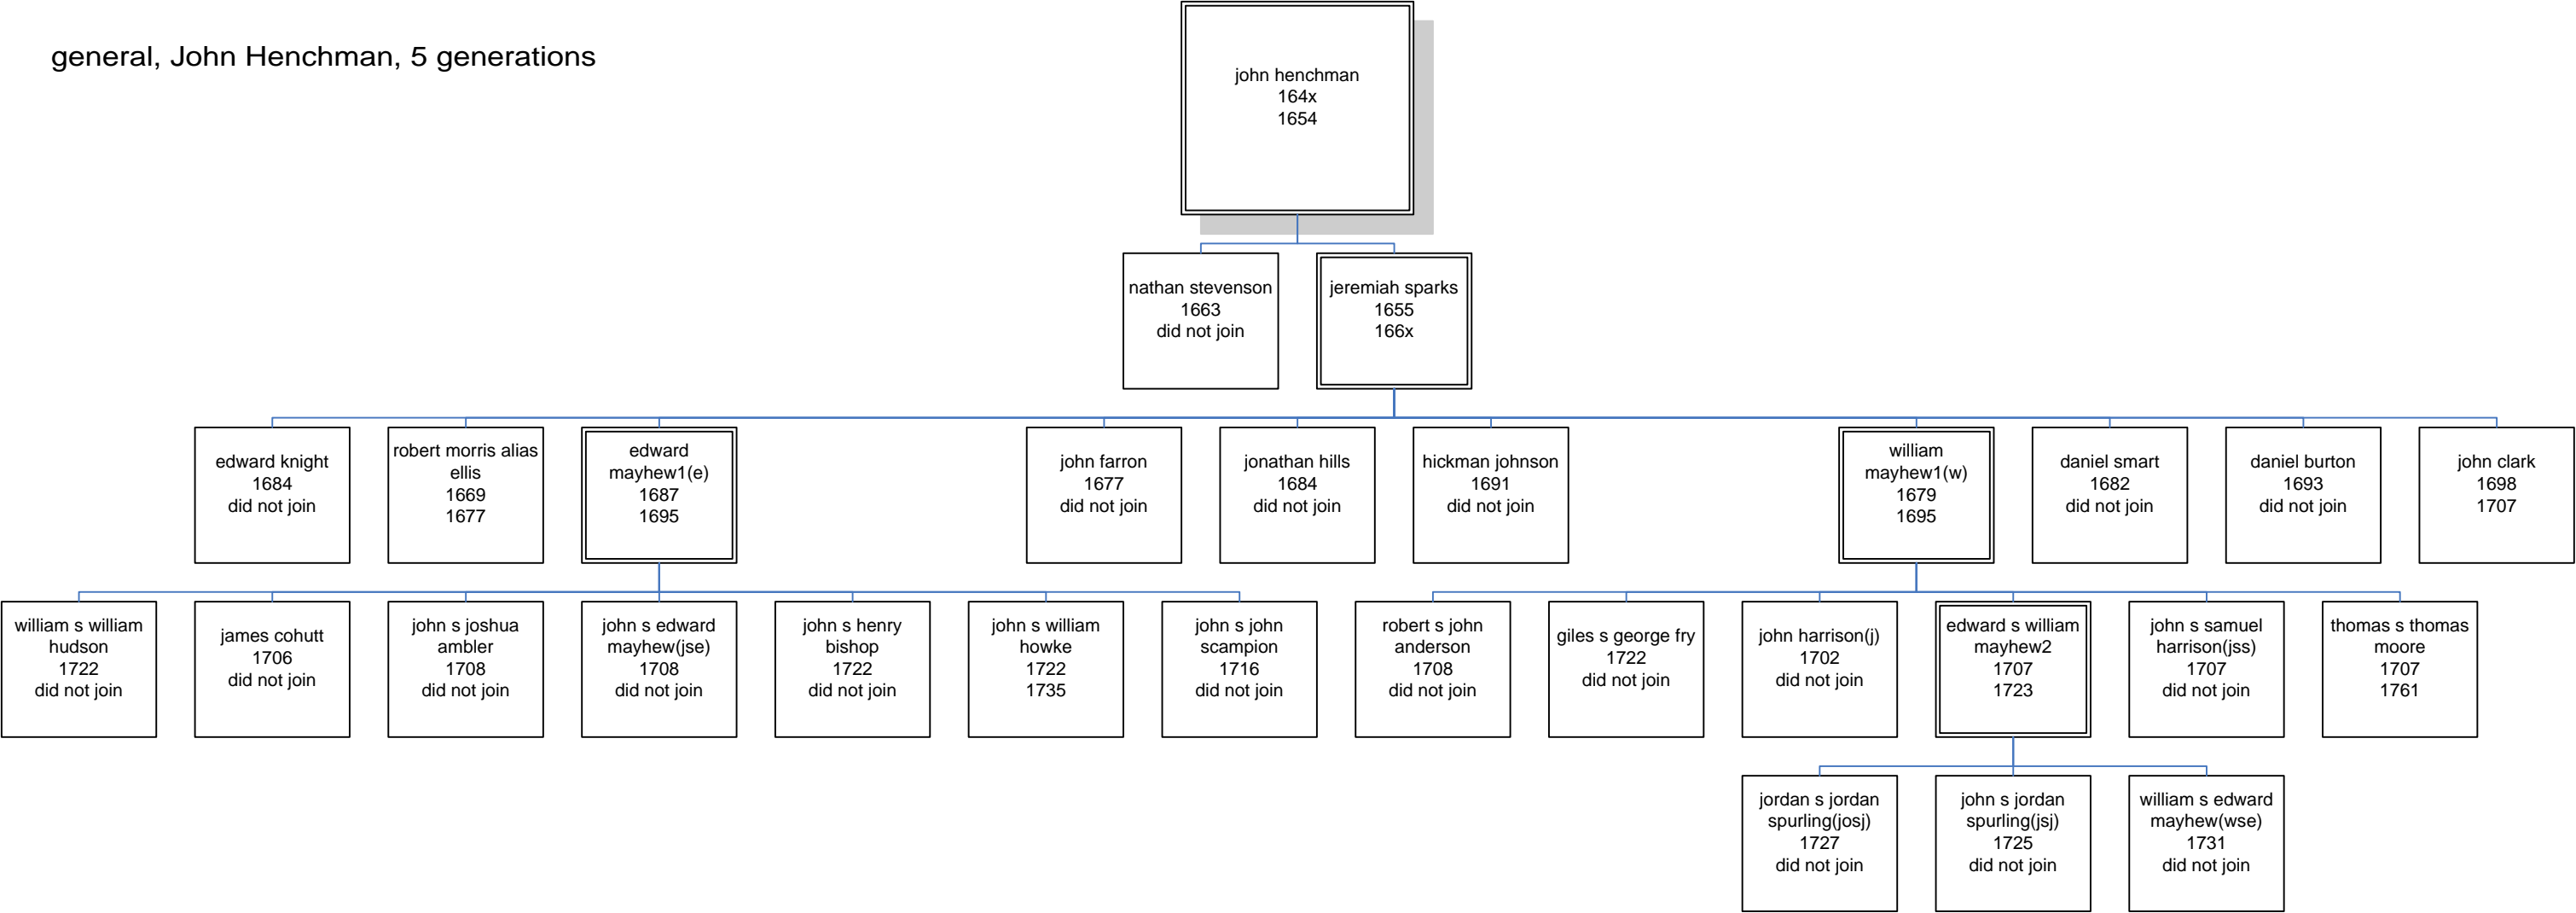 general, John Henchman, 5 generations
john henchman
164x
1654
nathan stevenson
1663
did not join
jeremiah sparks
1655
166x
edward knight
1684
did not join
robert morris alias
ellis
1669
1677
edward
mayhew1(e)
1687
1695
john farron
1677
did not join
jonathan hills
1684
did not join
hickman johnson
1691
did not join
william
mayhew1(w)
1679
1695
daniel smart
1682
did not join
daniel burton
1693
did not join
john clark
1698
1707
william s william
hudson
1722
did not join
james cohutt
1706
did not join
john s joshua
ambler
1708
did not join
john s edward
mayhew(jse)
1708
did not join
john s henry
bishop
1722
did not join
john s william
howke
1722
1735
john s john
scampion
1716
did not join
robert s john
anderson
1708
did not join
giles s george fry
1722
did not join
john harrison(j)
1702
did not join
edward s william
mayhew2
1707
1723
john s samuel
harrison(jss)
1707
did not join
thomas s thomas
moore
1707
1761
jordan s jordan
spurling(josj)
1727
did not join
john s jordan
spurling(jsj)
1725
did not join
william s edward
mayhew(wse)
1731
did not join